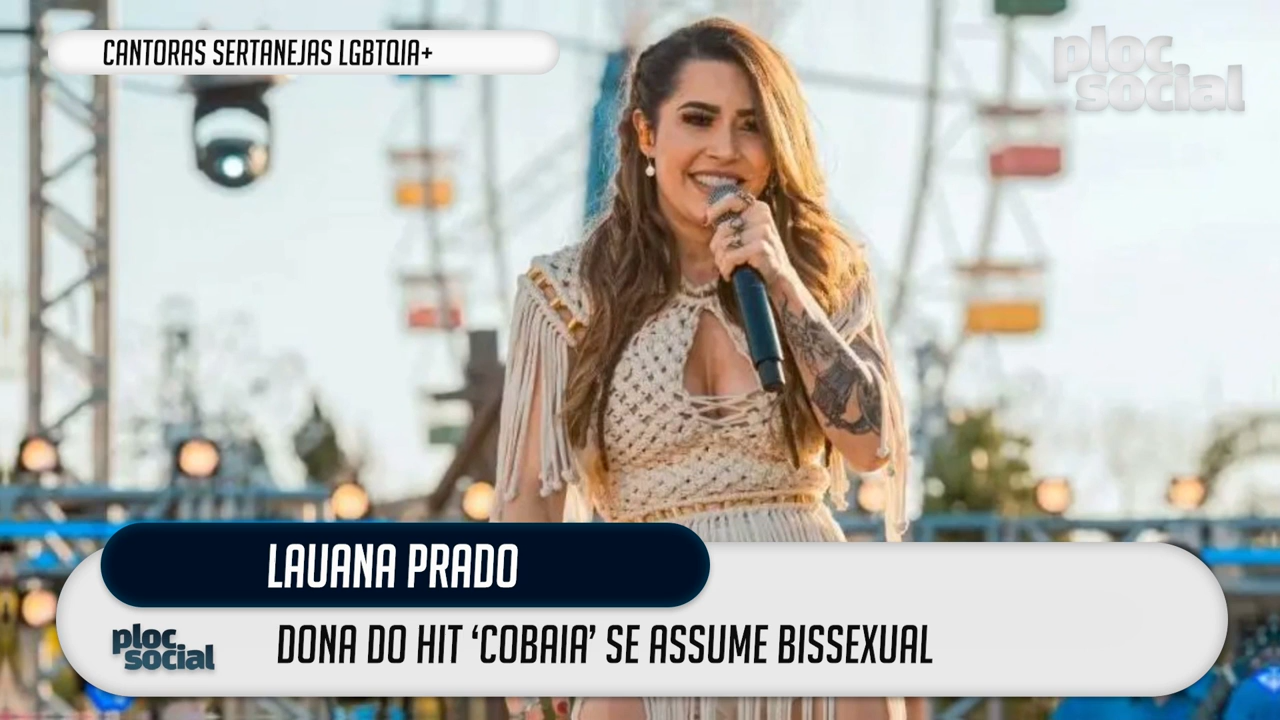 CANTORAS SERTANEJAS LGBTQIA+
ploc
social
LAUANA PRADO
ploc
social
DONA DO HIT ‘COBAIA’ SE ASSUME BISSEXUAL